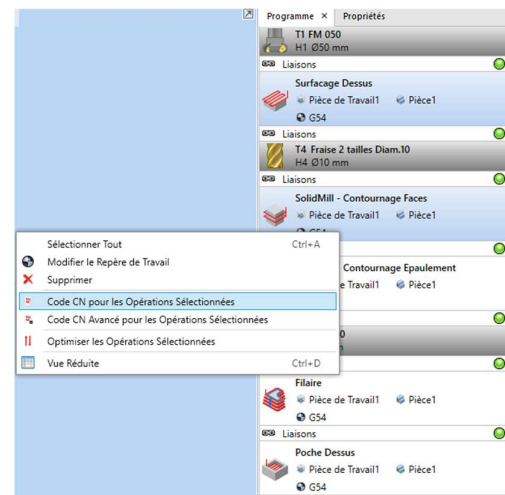 Programme × Propriétés
T1 FM 050
H1 Ø50 mm
Liaisons
Surfacage Dessus
Pièce de Travail1 Pièce1
G54
Liaisons
T4 Fraise 2 tailles Diam.10
H4 Ø10 mm
Liaisons
SolidMill - Contournage Faces
Pièce de Travail1 Pièce1
Sélectionner Tout Ctrl+A
Modifier le Repère de Travail
Supprimer
Code CN pour les Opérations Sélectionnées
Code CN Avancé pour les Opérations Sélectionnées
Optimiser les Opérations Sélectionnées
Vue Réduite Ctrl+D
Contournage Epaulement
Travail1 Pièce1
Filaire
Pièce de Travail1 Pièce1
G54
Liaisons
Poche Dessus
Pièce de Travail1 Pièce1
G54